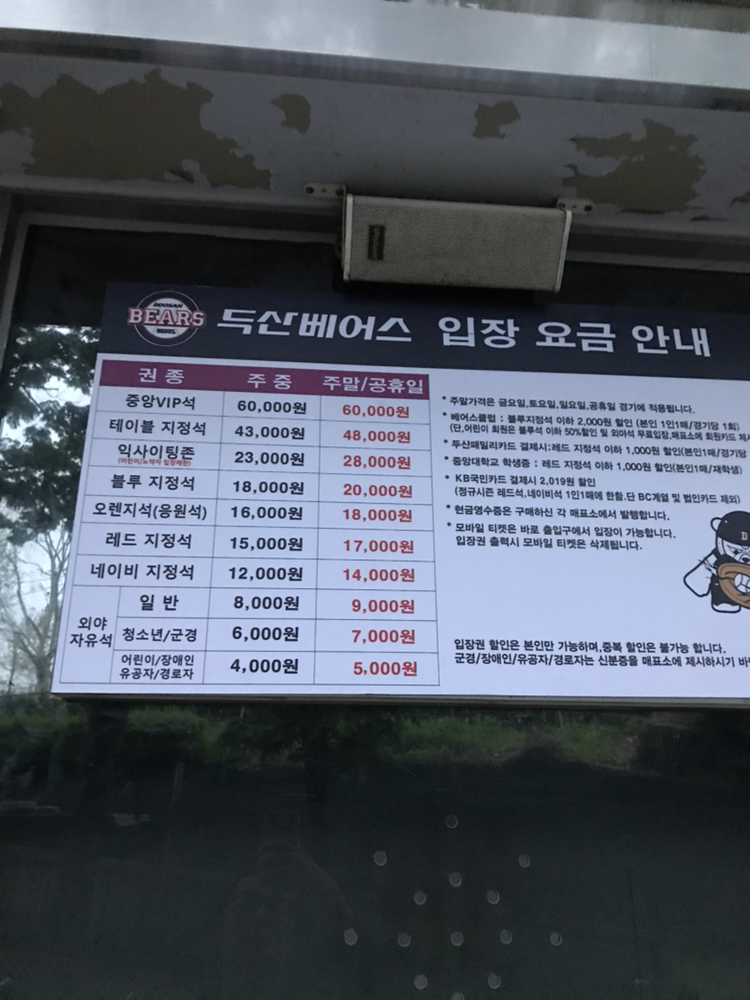 DOOSAN
BEARS
두산베어스 입장 요금 안내
권 종 주 중 주말/공휴일
중앙VIP석 60,000원 60,000원
테이블 지정석 43,000원 48,000원
익사이팅존 23,000원 28,000원
(어린이/노약자 입장제한)
블루 지정석 18,000원 20,000원
오렌지석(응원석) 16,000원 18,000원
레드 지정석 15,000원 17,000원
네이비 지정석 12,000원 14,000원
외야
자유석
일 반 8,000원 9,000원
청소년/군경 6,000원 7,000원
어린이/장애인
유공자/경로자 4,000원 5,000원
* 주말가격은 금요일,토요일,일요일,공휴일 경기에 적용됩니다.
* 베어스클럽 : 블루지정석 이하 2,000원 할인 (본인 1인1매/경기당 1회)
(단,어린이 회원은 블루석 이하 50%할인 및 외야석 무료입장,매표소에 회원카드 제시
* 두산패밀리카드 결제시:레드 지정석 이하 1,000원 할인(본인1매/경기당
* 중앙대학교 학생증 : 레드 지정석 이하 1,000원 할인(본인1매/재학생)
* KB국민카드 결제시 2,019원 할인
(정규시즌 레드석,네이비석 1인1매에 한함.단 BC계열 및 법인카드 제외)
* 현금영수증은 구매하신 각 매표소에서 발행합니다.
* 모바일 티켓은 바로 출입구에서 입장이 가능합니다.
입장권 출력시 모바일 티켓은 삭제됩니다.
입장권 할인은 본인만 가능하며,중복 할인은 불가능 합니다.
군경/장애인/유공자/경로자는 신분증을 매표소에 제시하시기 바